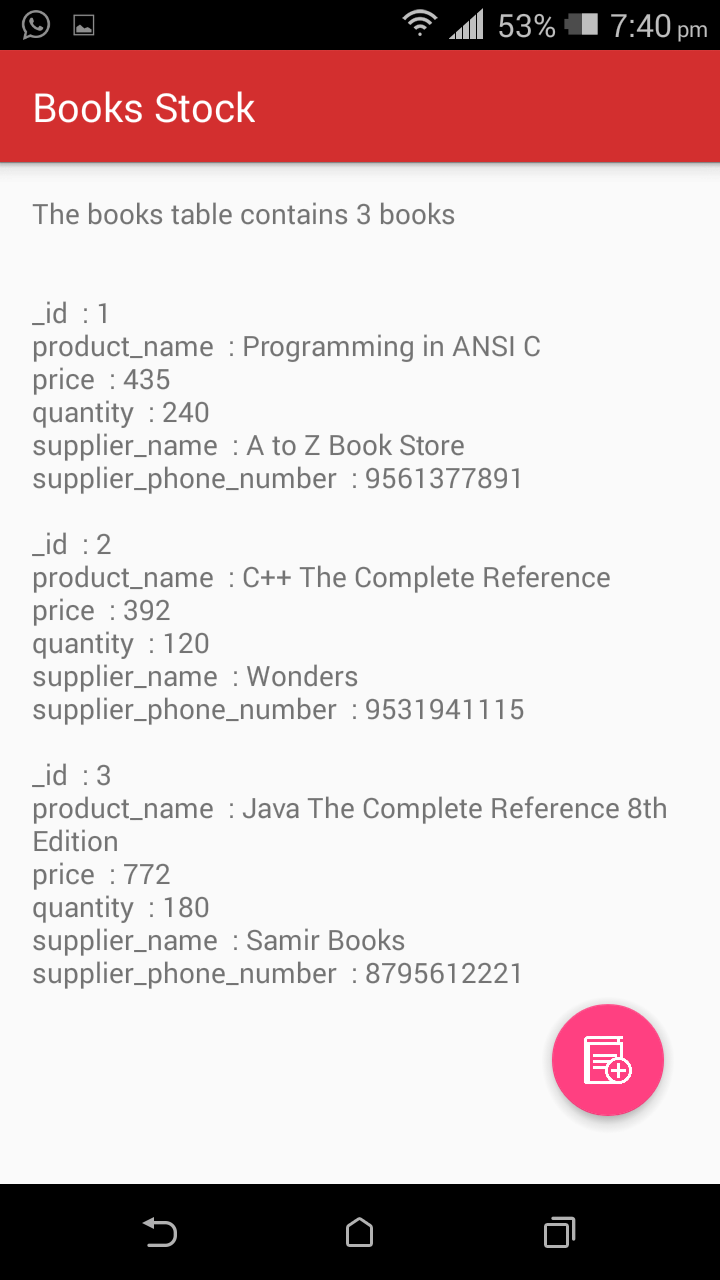 53% 7:40 pm
Books Stock
The books table contains 3 books
_id : 1
product_name : Programming in ANSI C
price : 435
quantity : 240
supplier_name : A to Z Book Store
supplier_phone_number : 9561377891
_id : 2
product_name : C++ The Complete Reference
price : 392
quantity : 120
supplier_name : Wonders
supplier_phone_number : 9531941115
_id : 3
product_name : Java The Complete Reference 8th
Edition
price : 772
quantity : 180
supplier_name : Samir Books
supplier_phone_number : 8795612221